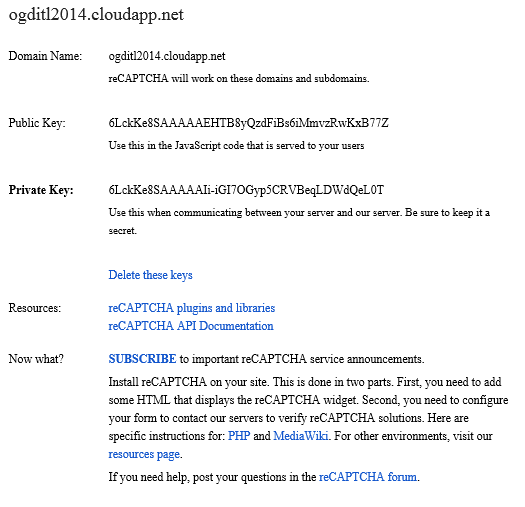 ogditl2014.cloudapp.net
Domain Name: ogditl2014.cloudapp.net
reCAPTCHA will work on these domains and subdomains.
Public Key: 6LckKe8SAAAAAEHTB8yQzdFiBs6iMmvzRwKxB77Z
Use this in the JavaScript code that is served to your users
Private Key: 6LckKe8SAAAAAIi-iGI7OGyp5CRVBeqLDWdQeL0T
Use this when communicating between your server and our server. Be sure to keep it a
secret.
Delete these keys
Resources: reCAPTCHA plugins and libraries
reCAPTCHA API Documentation
Now what? SUBSCRIBE to important reCAPTCHA service announcements.
Install reCAPTCHA on your site. This is done in two parts. First, you need to add
some HTML that displays the reCAPTCHA widget. Second, you need to configure
your form to contact our servers to verify reCAPTCHA solutions. Here are
specific instructions for: PHP and MediaWiki. For other environments, visit our
resources page.
If you need help, post your questions in the reCAPTCHA forum.